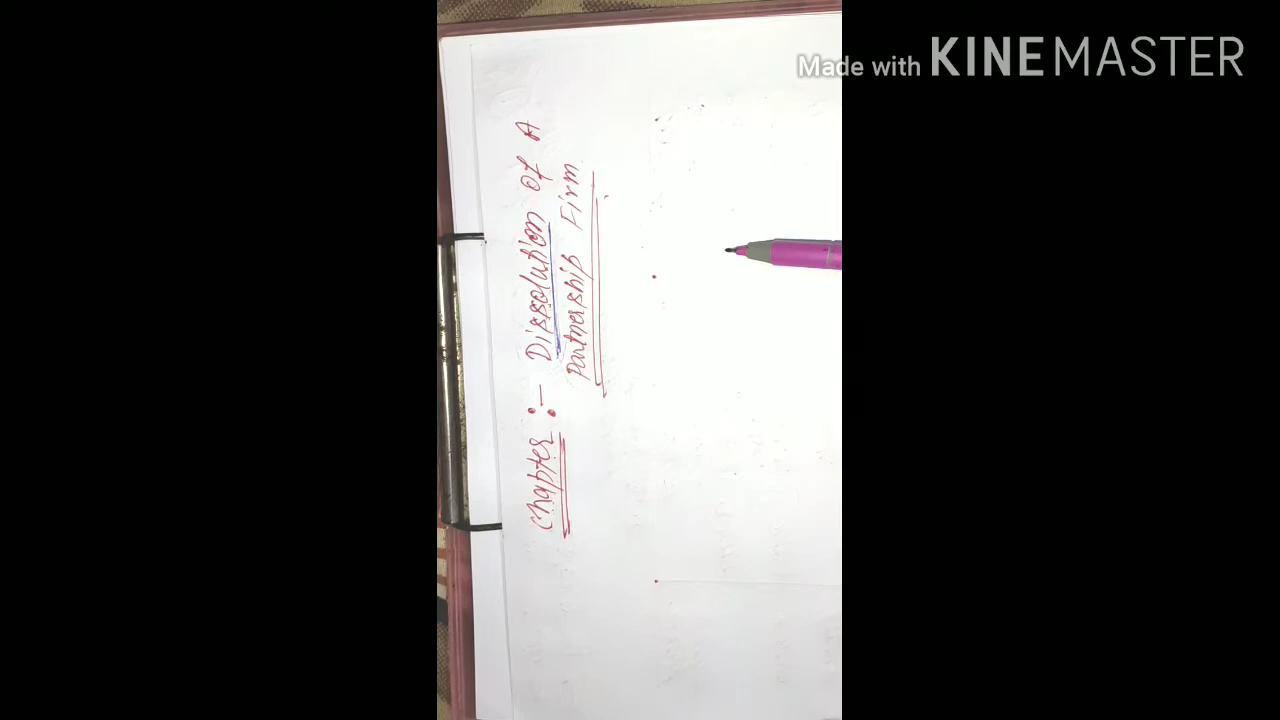 Made with KINEMASTER
Chapter :- Dissolution of A
Partnership Firm